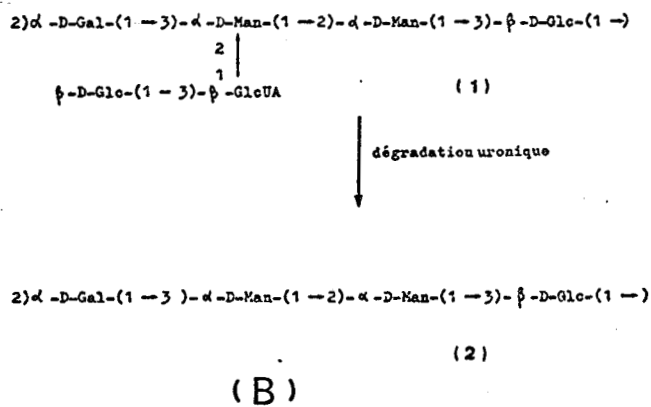 2)α -D-Gal-(1 → 3)-α -D-Man-(1 → 2)-α -D-Man-(1 → 3)-β -D-Glc-(1 →)
2
1
β-D-Glc-(1 - 3)-β -GlcUA
(1)
dégradation uronique
2)α -D-Gal-(1 → 3 )-α -D-Man-(1 → 2)-α -D-Man-(1 → 3)- β -D-Glc-(1 →)
(2)
(B)